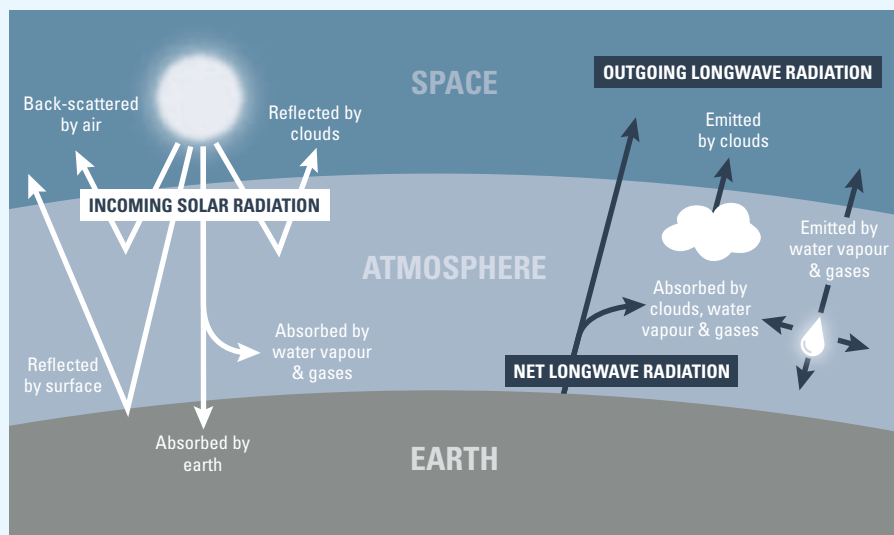 SPACE
OUTGOING LONGWAVE RADIATION
Back-scattered
by air
Reflected by
clouds
Emitted
by clouds
INCOMING SOLAR RADIATION
ATMOSPHERE
Emitted by
water vapour
& gases
Absorbed by
clouds, water
vapour & gases
Absorbed by
water vapour
& gases
Reflected
by surface
NET LONGWAVE RADIATION
Absorbed by
earth
EARTH